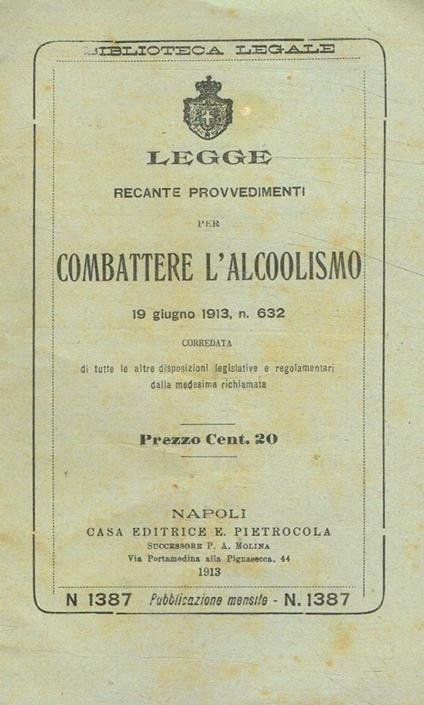 BIBLIOTECA LEGALE
LEGGE
RECANTE PROVVEDIMENTI
PER
COMBATTERE L'ALCOOLISMO
19 giugno 1913, n. 632
CORREDATA
di tutte le altre disposizioni legislative e regolamentari
dalla medesima richiamate
Prezzo Cent. 20
NAPOLI
CASA EDITRICE E. PIETROCOLA
SUCCESSORE P. A. MOLINA
Via Portamedina alla Pignasecca, 44
1913
N 1387 Pubblicazione mensile - N. 1387